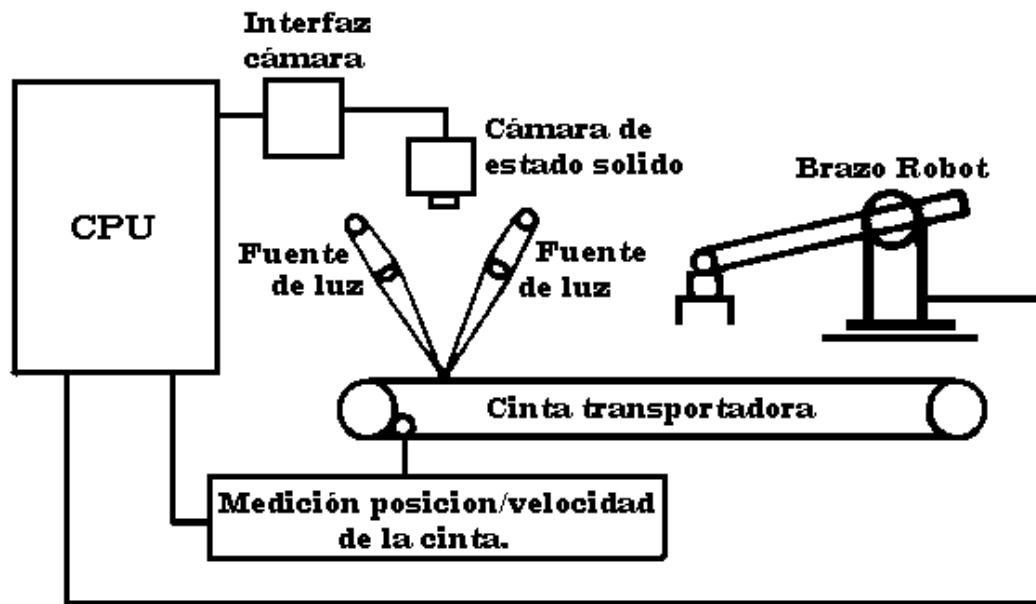 Interfaz
cámara
Cámara de
estado solido
Brazo Robot
CPU
Fuente
de luz
Fuente
de luz
Cinta transportadora
Medición posicion/velocidad
de la cinta.